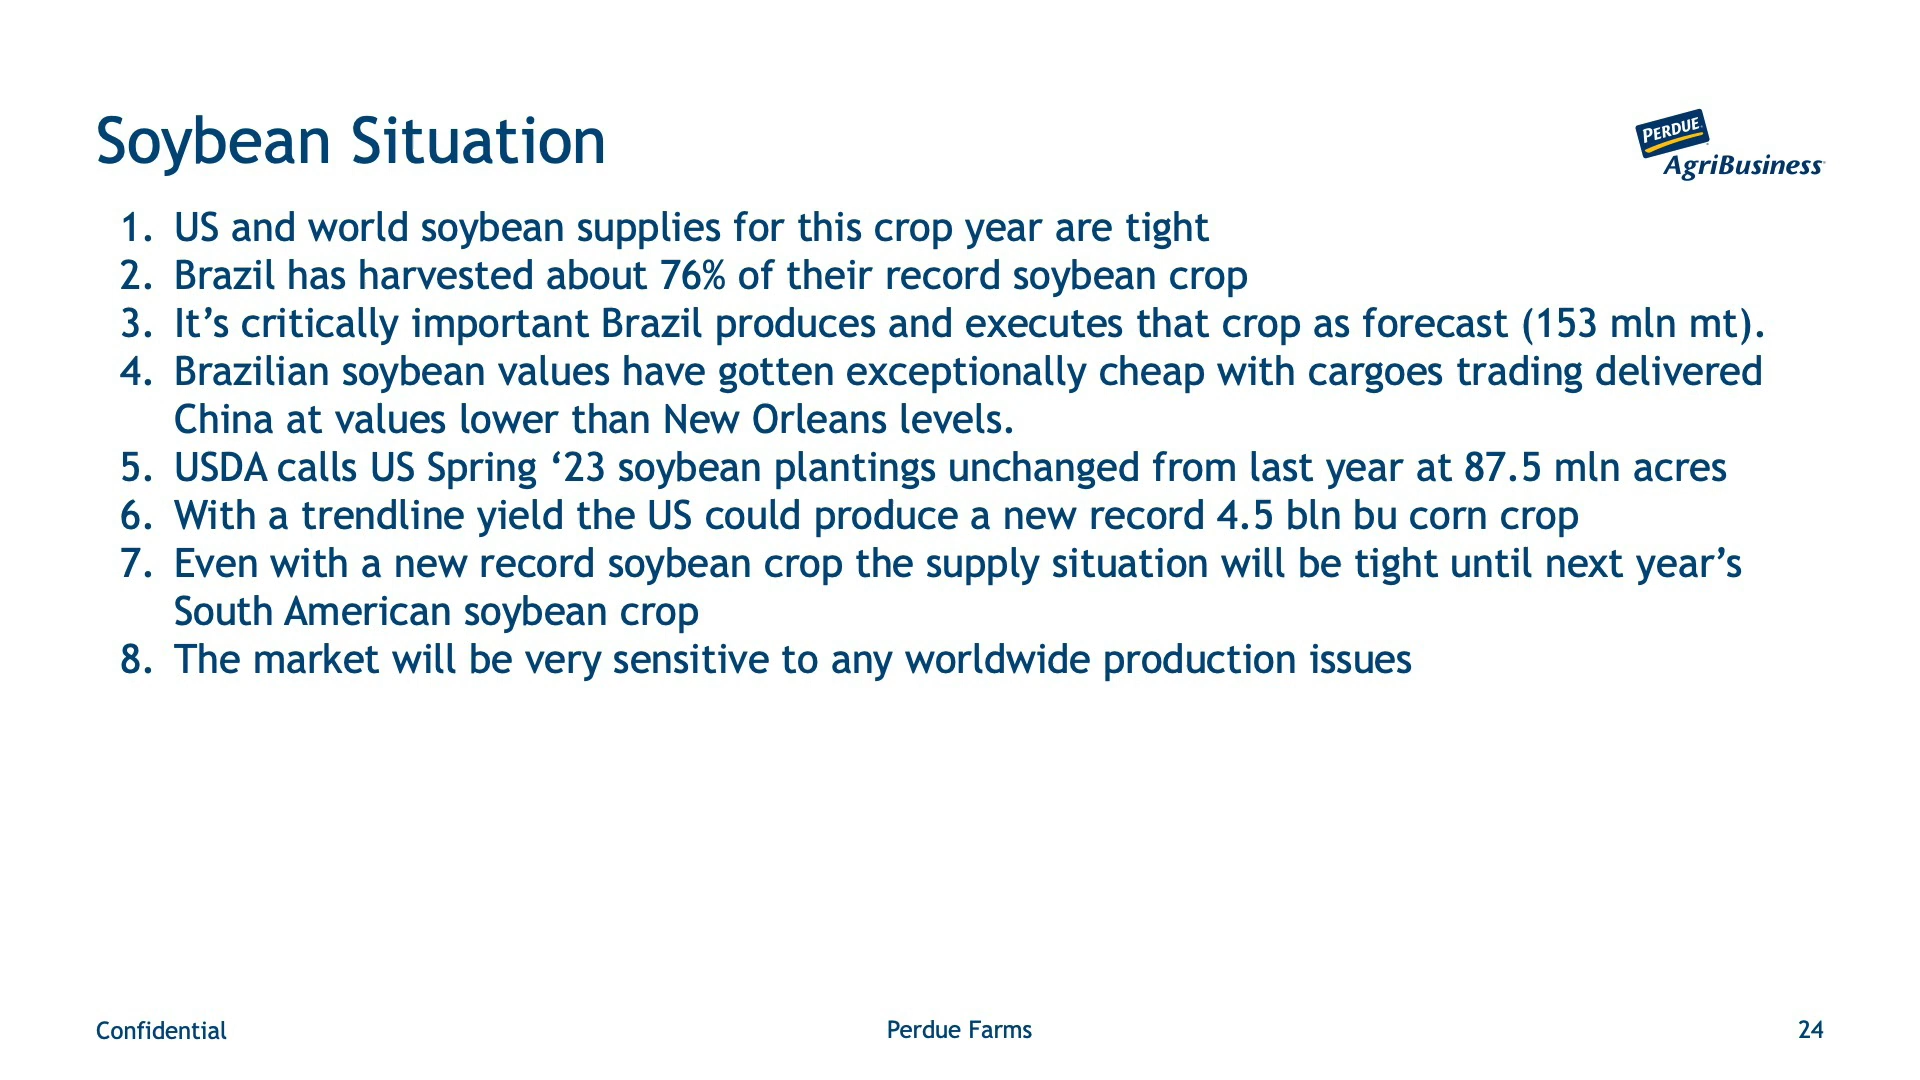 Soybean Situation
PERDUE
AgriBusiness
1. US and world soybean supplies for this crop year are tight
2. Brazil has harvested about 76% of their record soybean crop
3. It’s critically important Brazil produces and executes that crop as forecast (153 mln mt).
4. Brazilian soybean values have gotten exceptionally cheap with cargoes trading delivered
China at values lower than New Orleans levels.
5. USDA calls US Spring ‘23 soybean plantings unchanged from last year at 87.5 mln acres
6. With a trendline yield the US could produce a new record 4.5 bln bu corn crop
7. Even with a new record soybean crop the supply situation will be tight until next year’s
South American soybean crop
8. The market will be very sensitive to any worldwide production issues
Confidential
Perdue Farms
24